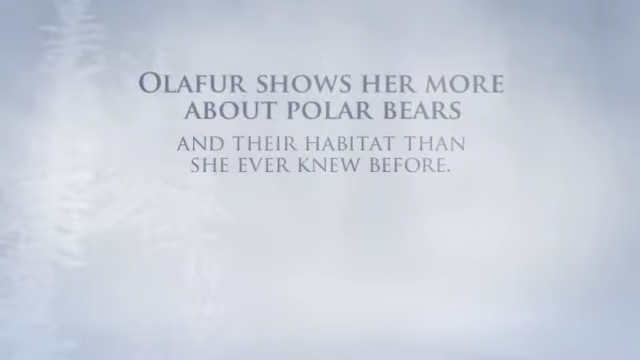 Olafur shows her more
about polar bears
and their habitat than
she ever knew before.